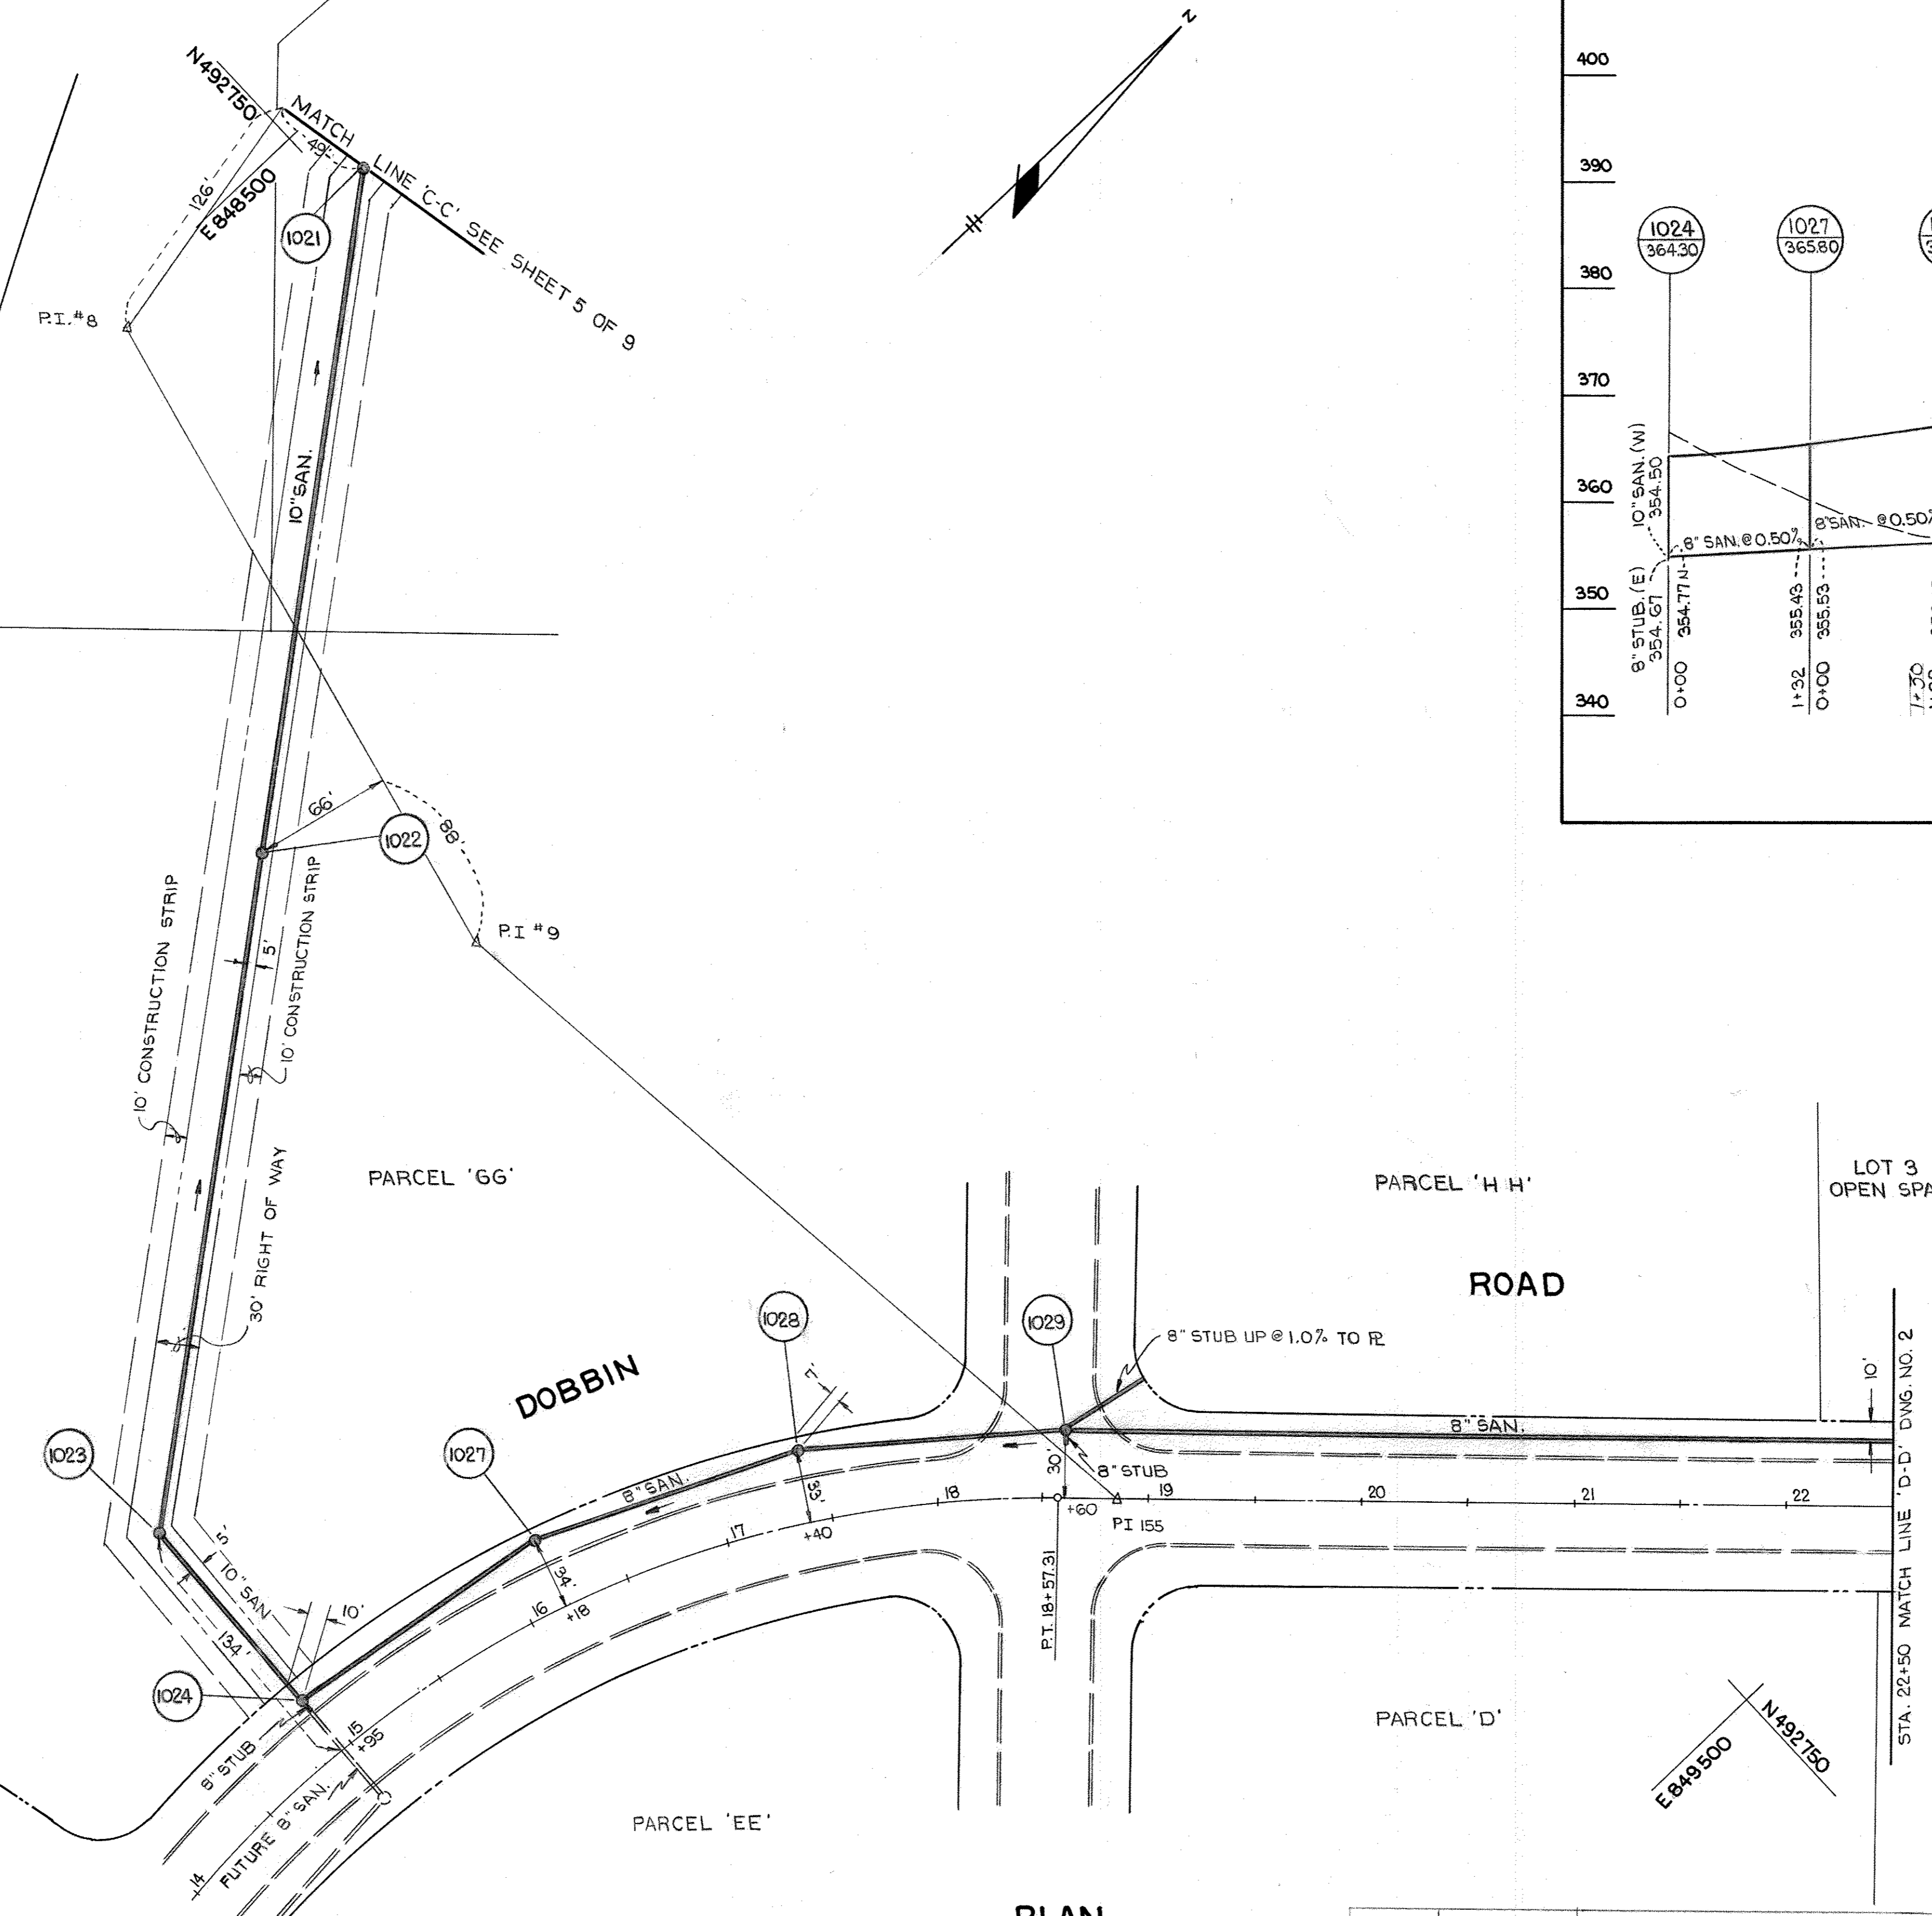 N
N492750
MATCH LINE 'C-C' SEE SHEET 5 OF 9
49'
126'
E848500
1021
P.I.#8
10"SAN.
66'
88'
1022
P.I #9
10' CONSTRUCTION STRIP
5'
10' CONSTRUCTION STRIP
30' RIGHT OF WAY
PARCEL 'GG'
PARCEL 'HH'
LOT 3
OPEN SPA
ROAD
DOBBIN
1028
1029
8" STUB UP @ 1.0% TO PL
10'
1023
1027
8"SAN.
8" SAN.
33'
30'
8" STUB
34'
5'
10" SAN
10'
134'
1024
8" STUB
FUTURE 8" SAN.
14
15
+95
16
+18
17
+40
18
+60
19
20
21
22
PI 155
P.T. 18+57.31
PARCEL 'EE'
PARCEL 'D'
E849500
N492750
STA. 22+50 MATCH LINE 'D-D' DWG. NO. 2
PLAN
400
390
380
370
360
350
340
1024
364.30
1027
365.80
10" SAN. (W)
354.50
8" STUB. (E)
354.67
354.77 N
8" SAN. @ 0.50%
8"SAN. @ 0.50%
355.43
355.53
0+00
1+32
0+00
1+30